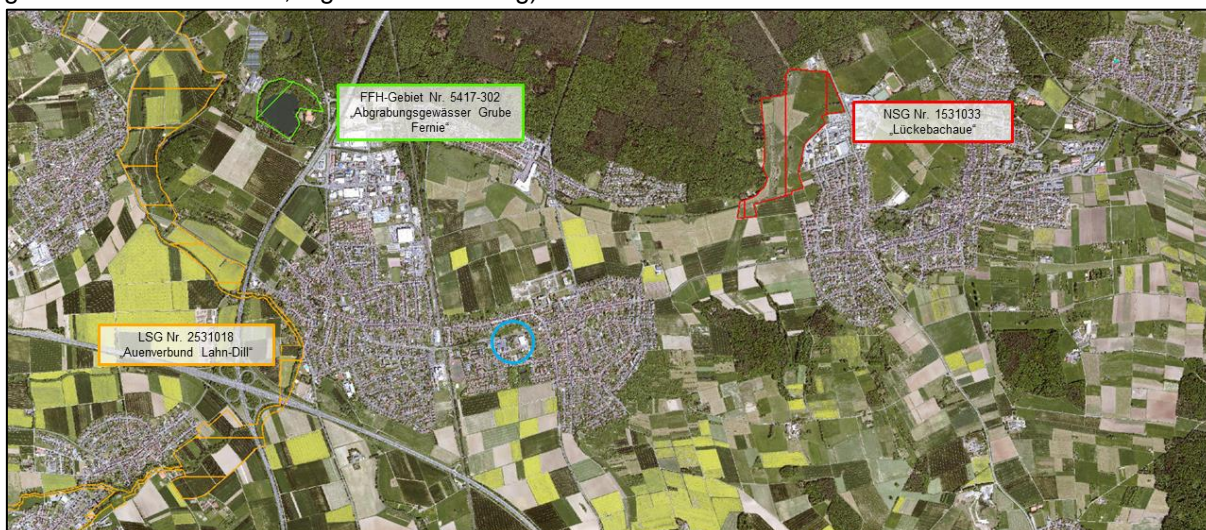 FFH-Gebiet Nr. 5417-302
„Abgrabungsgewässer Grube
Fernie“
NSG Nr. 1531033
„Lückebachaue“
LSG Nr. 2531018
„Auenverbund Lahn-Dill“